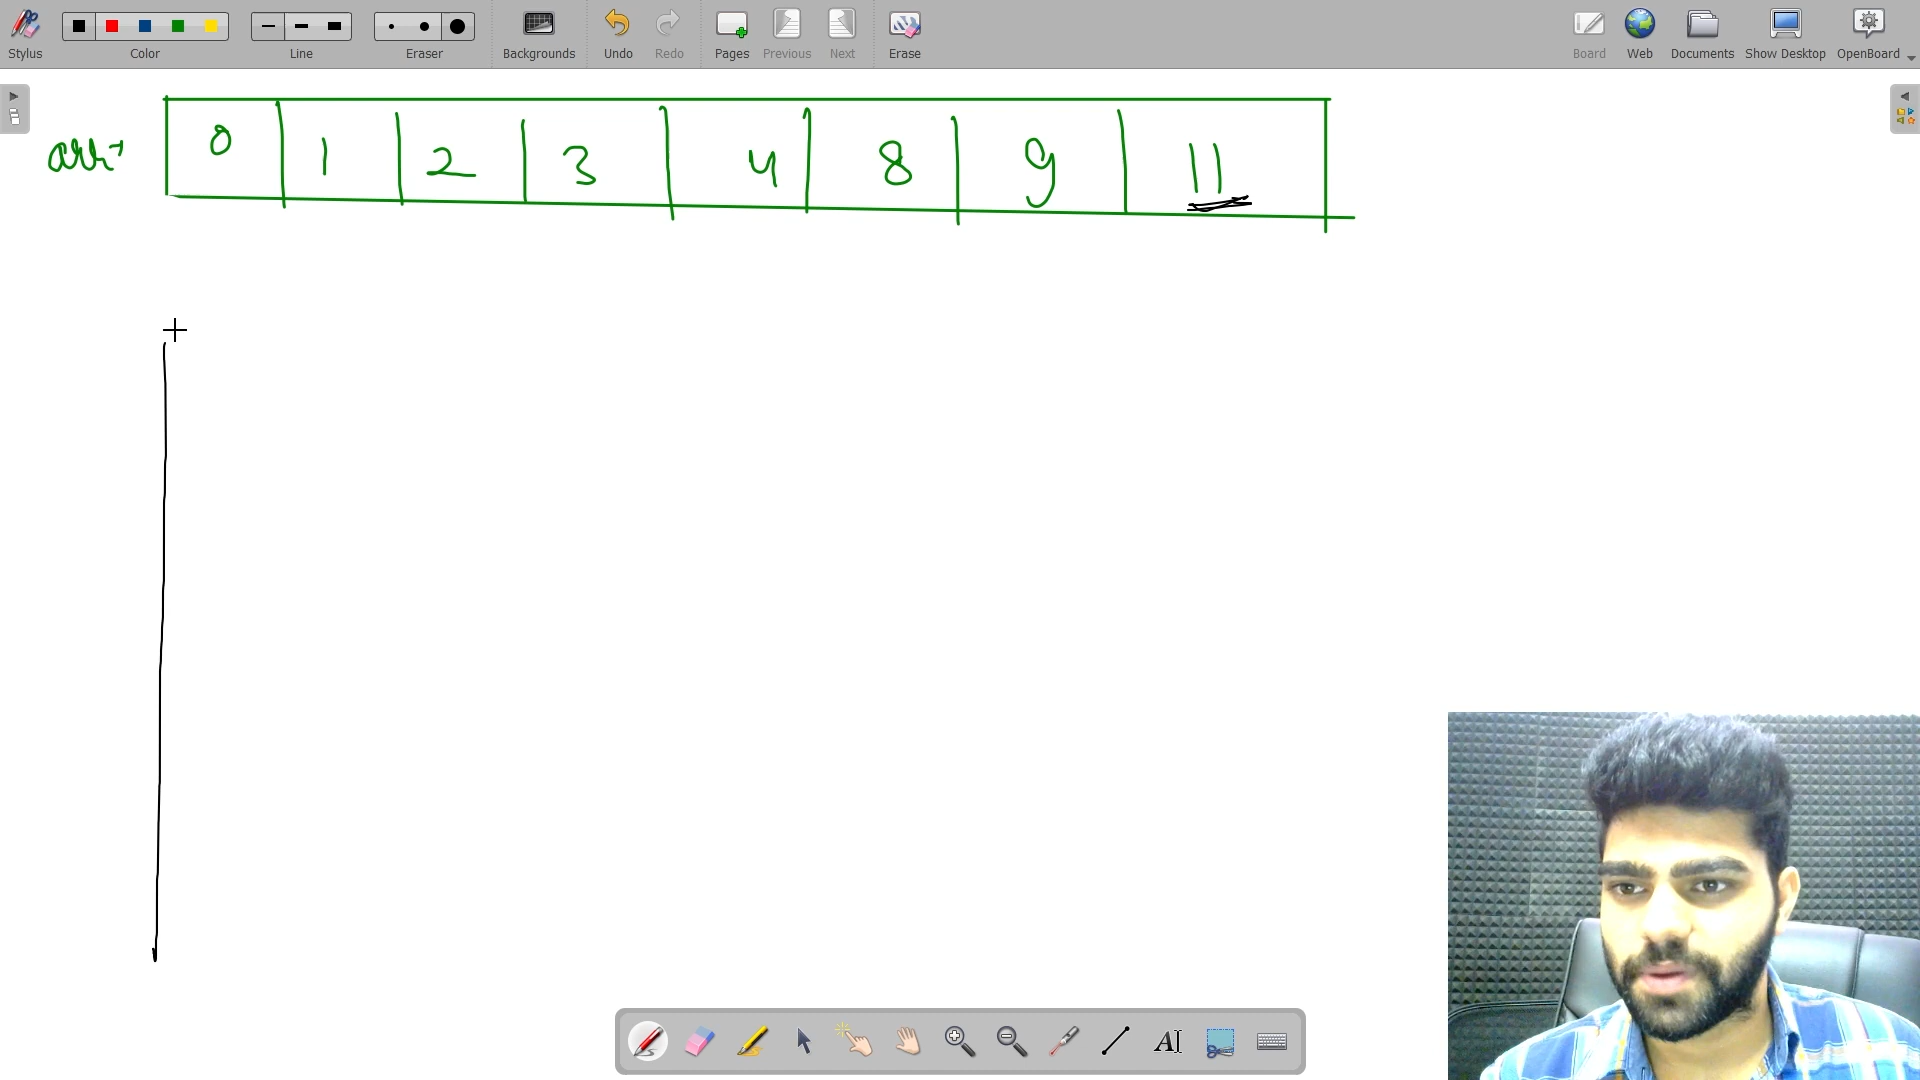 Stylus Color Line Eraser Backgrounds Undo Redo Pages Previous Next Erase Board Web Documents Show Desktop OpenBoard
arr→ 0 1 2 3 4 8 9 11